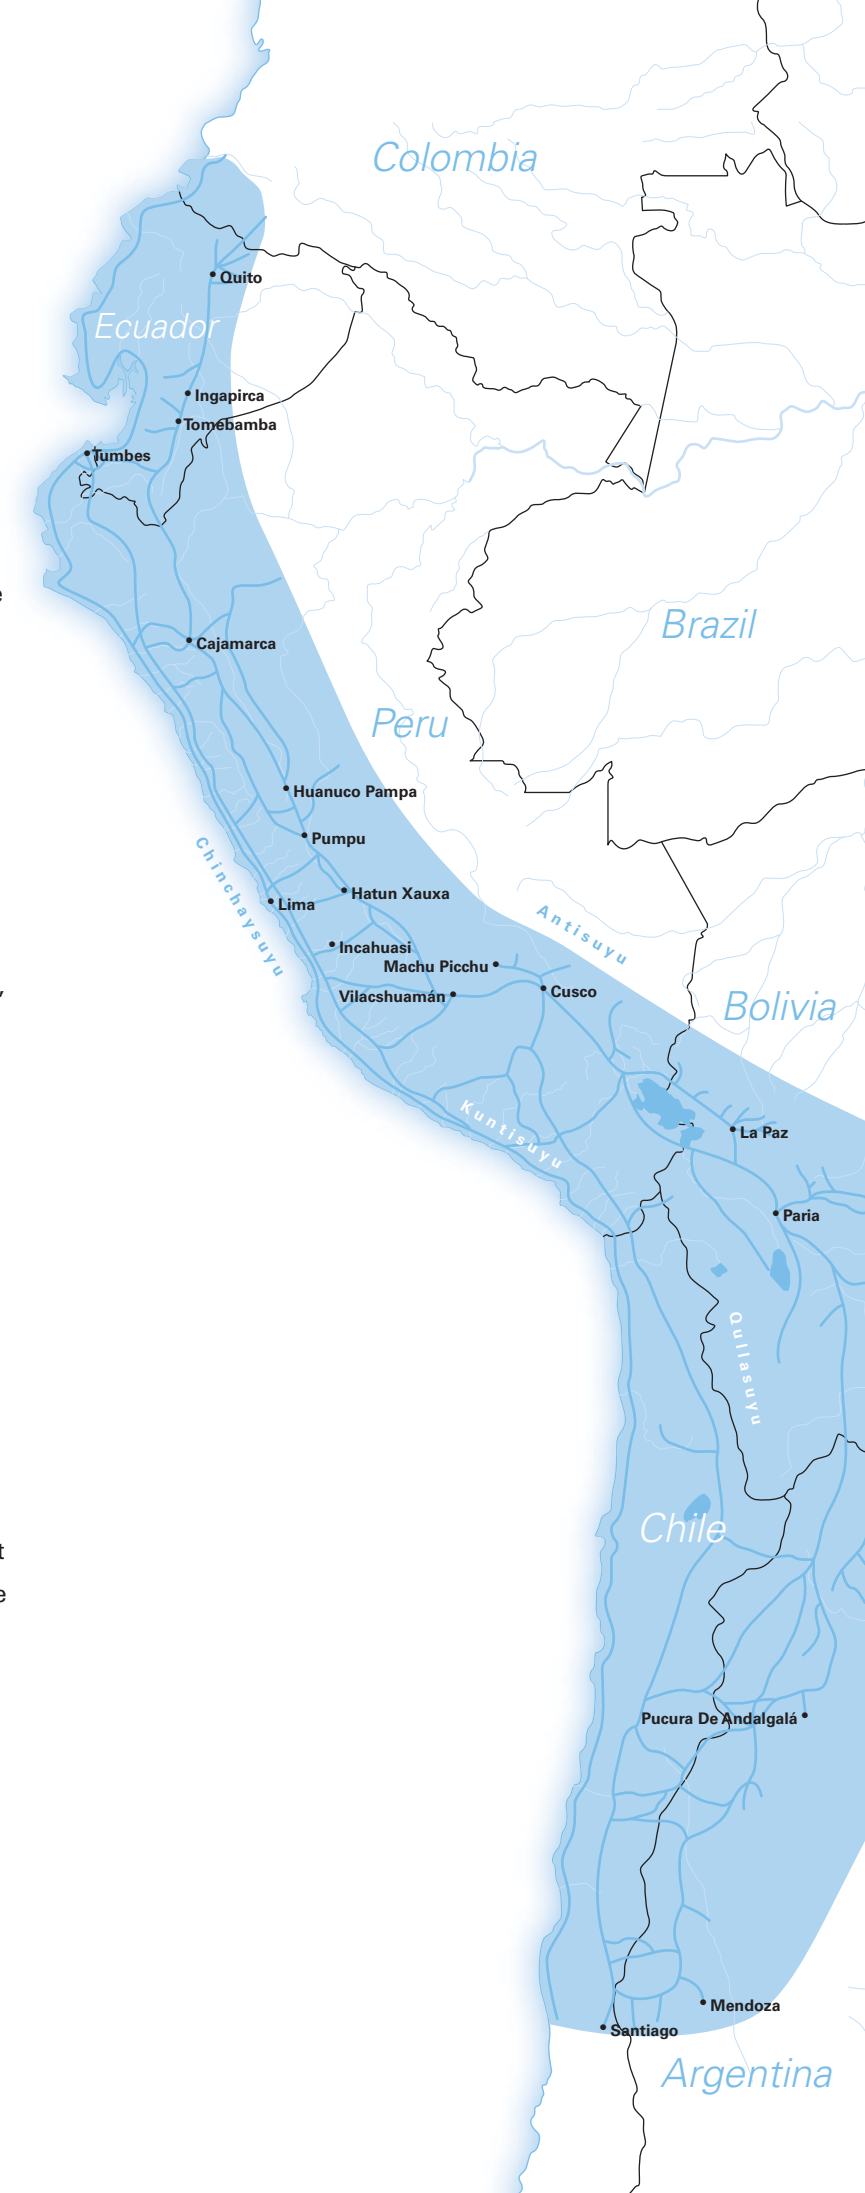 Colombia
Quito
Ecuador
Ingapirca
Tomebamba
Tumbes
e
Brazil
Cajamarca
Peru
Huanuco Pampa
Pumpu
Chinchaysuyu
Hatun Xauxa
Lima
Antisuyu
Incahuasi
Machu Picchu
Cusco
Vilacshuamán
,
Bolivia
Kuntisuyu
La Paz
Paria
Qullasuyu
Chile
t
e
Pucura De Andalgalá
Mendoza
Santiago
Argentina